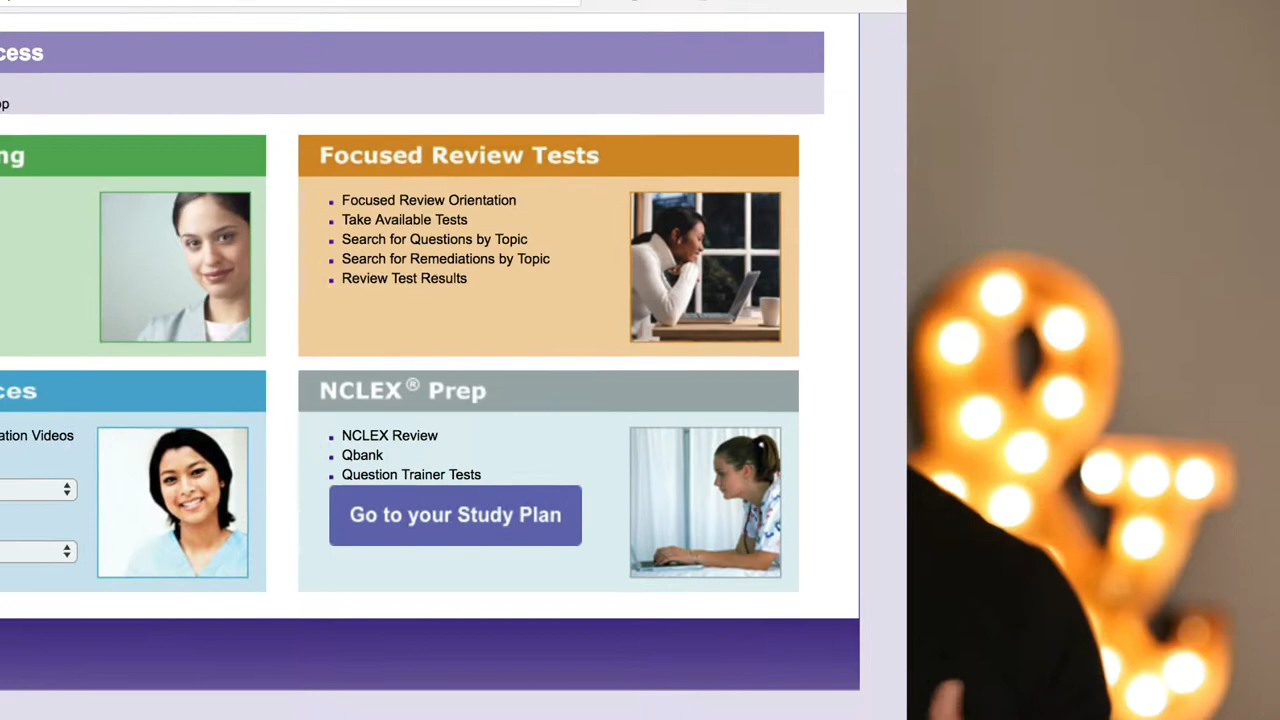 cess
op
ng
Focused Review Tests
Focused Review Orientation
Take Available Tests
Search for Questions by Topic
Search for Remediations by Topic
Review Test Results
ces
ation Videos
NCLEX® Prep
NCLEX Review
Qbank
Question Trainer Tests
Go to your Study Plan
&